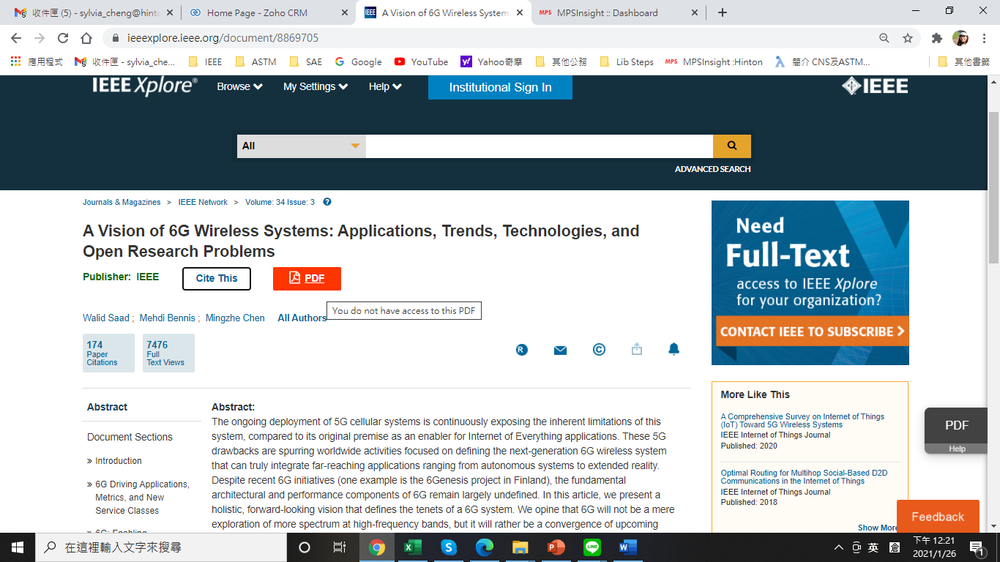 收件匣 (5) - sylvia_cheng@hint
Home Page - Zoho CRM
A Vision of 6G Wireless System
MPS MPSInsight :: Dashboard
ieeexplore.ieee.org/document/8869705
應用程式
收件匣 - sylvia_che...
IEEE
ASTM
SAE
Google
YouTube
Yahoo奇摩
其他公務
Lib Steps
MPS MPSInsight :Hinton
簡介 CNS及ASTM...
其他書籤
IEEE Xplore®
Browse
My Settings
Help
Institutional Sign In
IEEE
All
ADVANCED SEARCH
Journals & Magazines > IEEE Network > Volume: 34 Issue: 3
A Vision of 6G Wireless Systems: Applications, Trends, Technologies, and
Open Research Problems
Publisher: IEEE
Cite This
PDF
You do not have access to this PDF
Walid Saad ; Mehdi Bennis ; Mingzhe Chen All Authors
174
Paper
Citations
7476
Full
Text Views
Need
Full-Text
access to IEEE Xplore
for your organization?
CONTACT IEEE TO SUBSCRIBE
Abstract
Document Sections
» Introduction
» 6G Driving Applications,
Metrics, and New
Service Classes
» 6G: Enabling
Abstract:
The ongoing deployment of 5G cellular systems is continuously exposing the inherent limitations of this
system, compared to its original premise as an enabler for Internet of Everything applications. These 5G
drawbacks are spurring worldwide activities focused on defining the next-generation 6G wireless system
that can truly integrate far-reaching applications ranging from autonomous systems to extended reality.
Despite recent 6G initiatives (one example is the 6Genesis project in Finland), the fundamental
architectural and performance components of 6G remain largely undefined. In this article, we present a
holistic, forward-looking vision that defines the tenets of a 6G system. We opine that 6G will not be a mere
exploration of more spectrum at high-frequency bands, but it will rather be a convergence of upcoming
More Like This
A Comprehensive Survey on Internet of Things
(IoT) Toward 5G Wireless Systems
IEEE Internet of Things Journal
Published: 2020
Optimal Routing for Multihop Social-Based D2D
Communications in the Internet of Things
IEEE Internet of Things Journal
Published: 2018
Show More
PDF
Help
Feedback
在這裡輸入文字來搜尋
英
下午 12:21
2021/1/26
1